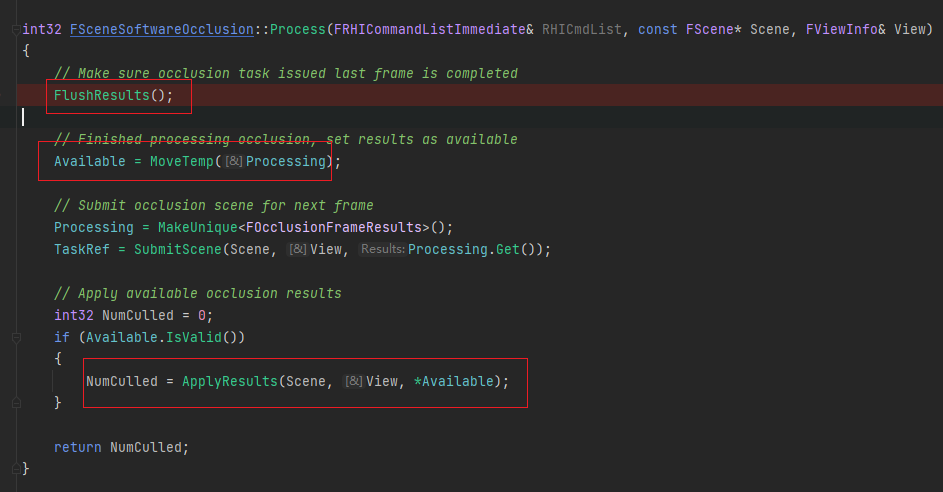 int32 FSceneSoftwareOcclusion::Process(FRHICommandListImmediate& RHICmdList, const FScene* Scene, FViewInfo& View)
{
// Make sure occlusion task issued last frame is completed
FlushResults();
// Finished processing occlusion, set results as available
Available = MoveTemp([&]Processing);
// Submit occlusion scene for next frame
Processing = MakeUnique<FOcclusionFrameResults>();
TaskRef = SubmitScene(Scene, [&]View, Results:Processing.Get());
// Apply available occlusion results
int32 NumCulled = 0;
if (Available.IsValid())
{
NumCulled = ApplyResults(Scene, [&]View, *Available);
}
return NumCulled;
}